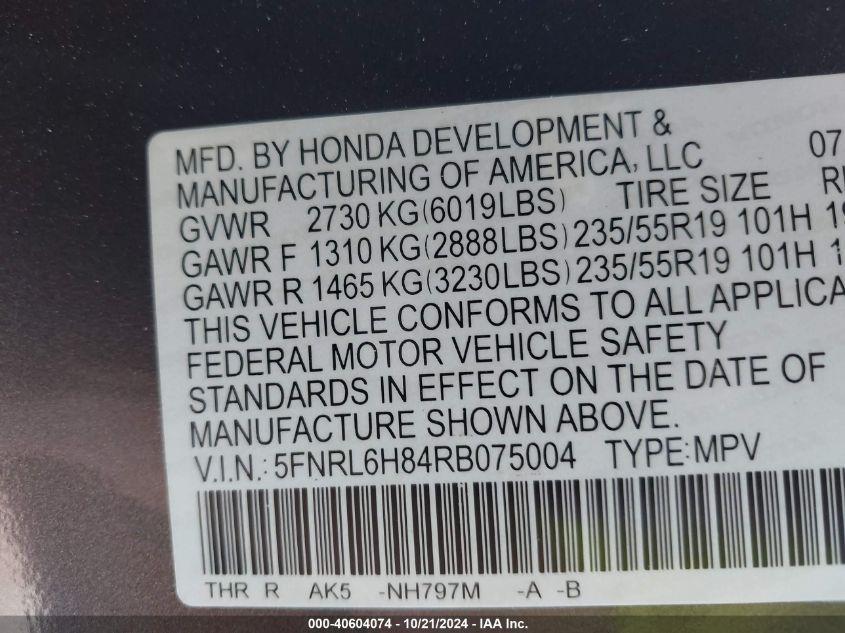 MFD. BY HONDA DEVELOPMENT &
MANUFACTURING OF AMERICA, LLC 07
GVWR 2730 KG(6019LBS) TIRE SIZE
GAWR F 1310 KG(2888LBS) 235/55R19 101H
GAWR R 1465 KG(3230LBS) 235/55R19 101H
THIS VEHICLE CONFORMS TO ALL APPLICA
FEDERAL MOTOR VEHICLE SAFETY
STANDARDS IN EFFECT ON THE DATE OF
MANUFACTURE SHOWN ABOVE.
V.I.N.: 5FNRL6H84RB075004 TYPE:MPV
THR R AK5 -NH797M -A -B
000-40604074 - 10/21/2024 - IAA Inc.